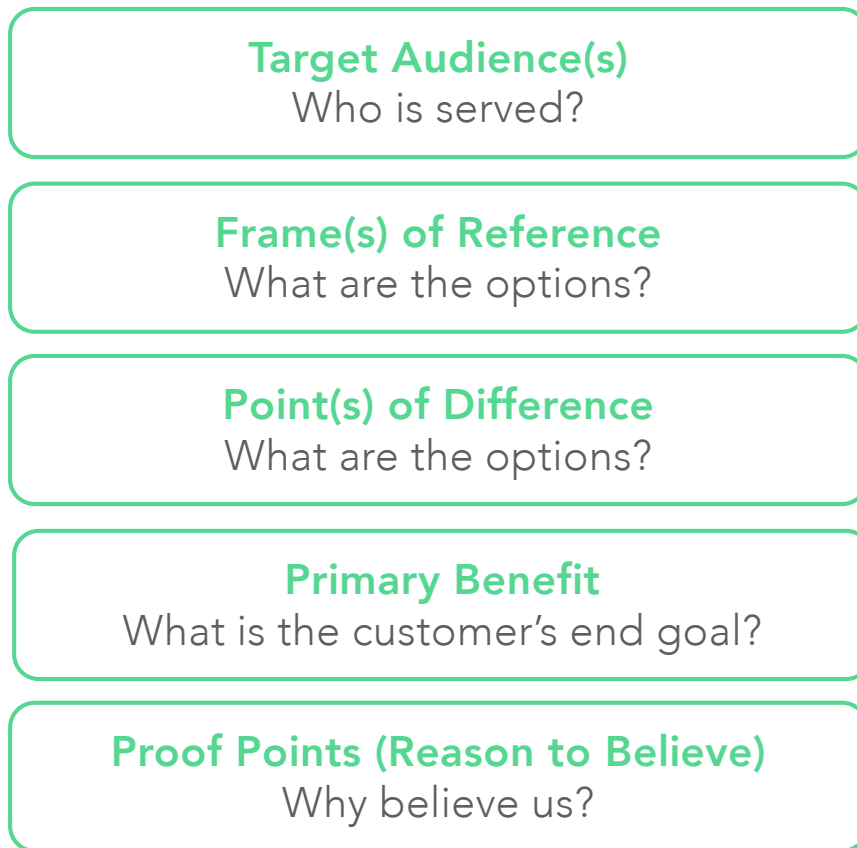 Target Audience(s)
Who is served?
Frame(s) of Reference
What are the options?
Point(s) of Difference
What are the options?
Primary Benefit
What is the customer’s end goal?
Proof Points (Reason to Believe)
Why believe us?